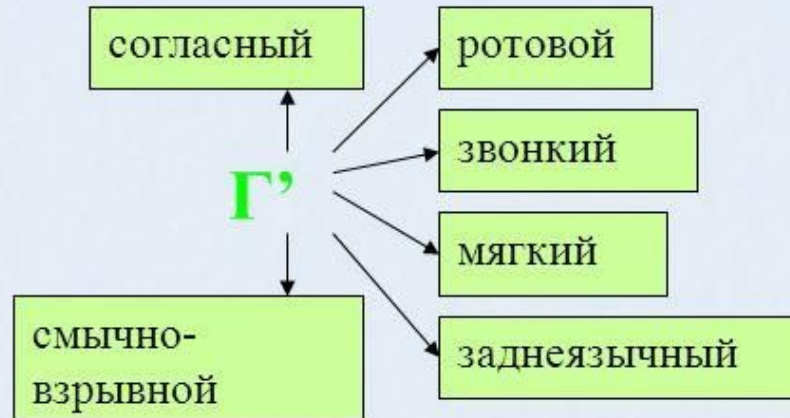 согласный
ротовой
звонкий
Г’
мягкий
смычно-
взрывной
заднеязычный